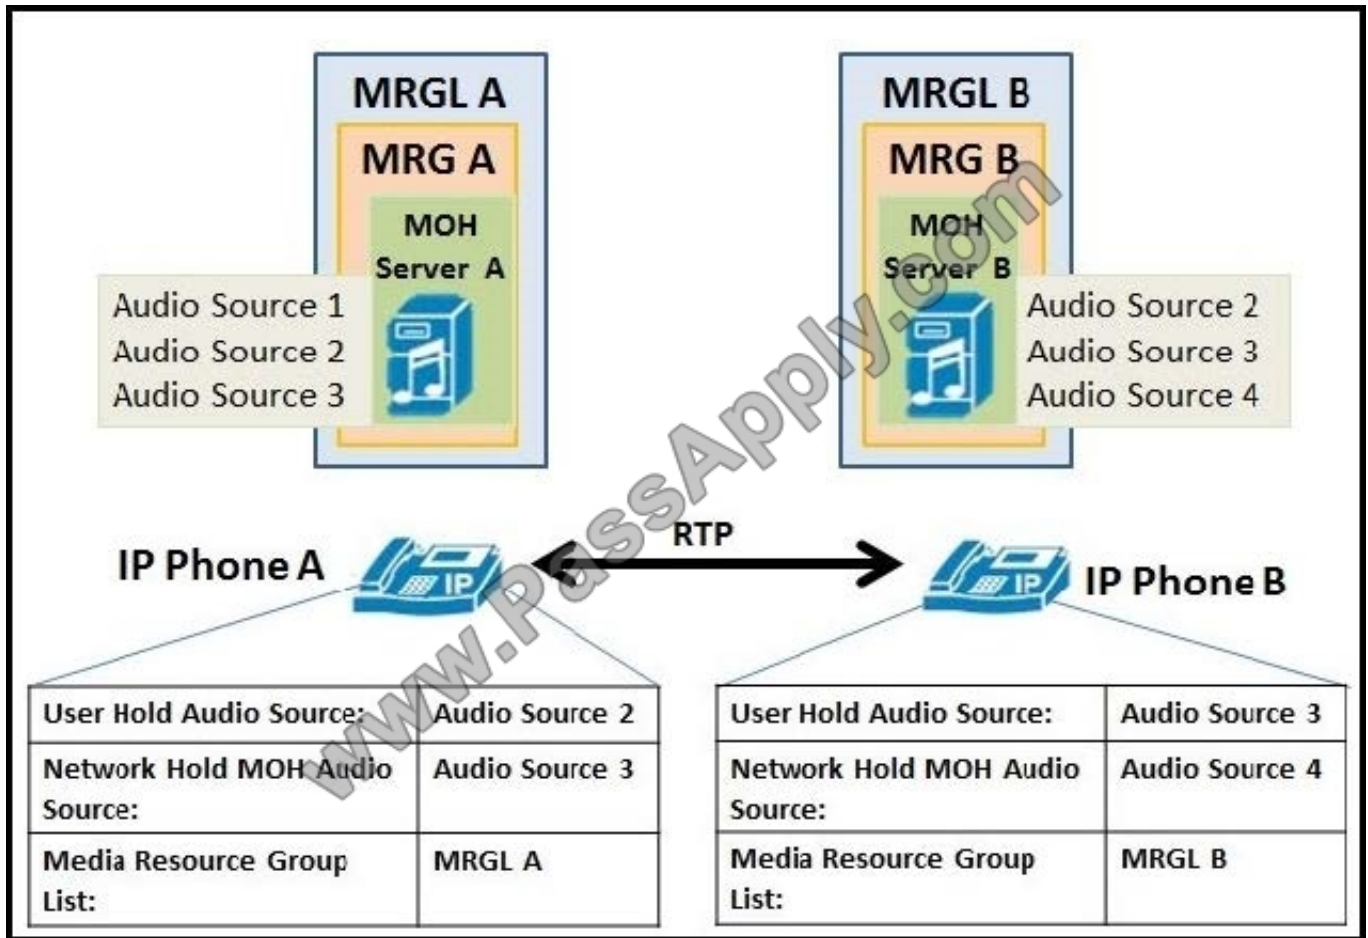 MRGL A
MRG A
MOH
Server A
Audio Source 1
Audio Source 2
Audio Source 3
MRGL B
MRG B
MOH
Server B
Audio Source 2
Audio Source 3
Audio Source 4
www.PassApply.com
IP Phone A
IP
RTP
IP
IP Phone B
User Hold Audio Source: Audio Source 2
Network Hold MOH Audio Audio Source 3
Source:
Media Resource Group MRGL A
List:
User Hold Audio Source: Audio Source 3
Network Hold MOH Audio Audio Source 4
Source:
Media Resource Group MRGL B
List: